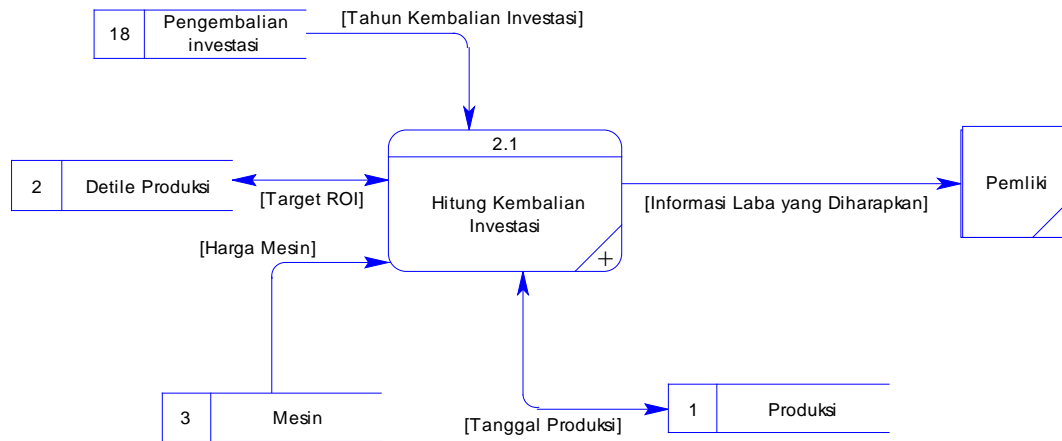 [Tahun Kembalian Investasi]
18
Pengembalian
investasi
2.1
Hitung Kembalian
Investasi
+
2
Detile Produksi
[Target ROI]
[Informasi Laba yang Diharapkan]
Pemliki
[Harga Mesin]
3
Mesin
[Tanggal Produksi]
1
Produksi